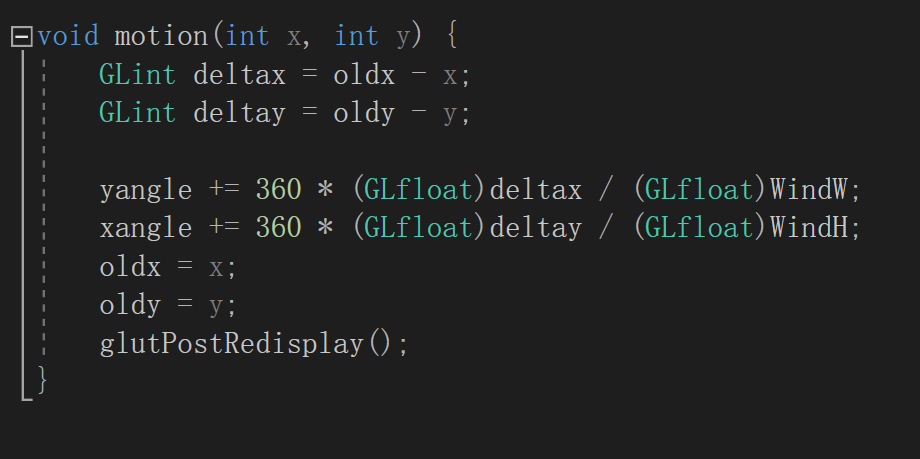 void motion(int x, int y) {
    GLint deltax = oldx - x;
    GLint deltay = oldy - y;

    yangle += 360 * (GLfloat)deltax / (GLfloat)WindW;
    xangle += 360 * (GLfloat)deltay / (GLfloat)WindH;
    oldx = x;
    oldy = y;
    glutPostRedisplay();
}